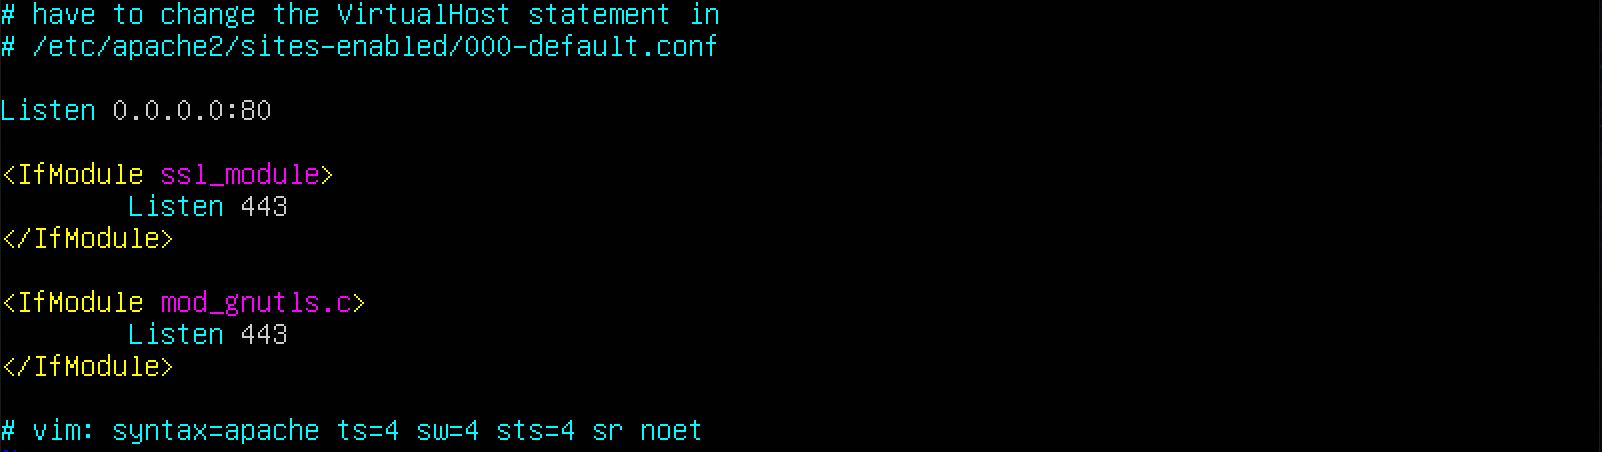 # have to change the VirtualHost statement in
# /etc/apache2/sites-enabled/000-default.conf
Listen 0.0.0.0:80
<IfModule ssl_module>
Listen 443
</IfModule>
<IfModule mod_gnutls.c>
Listen 443
</IfModule>
# vim: syntax=apache ts=4 sw=4 sts=4 sr noet